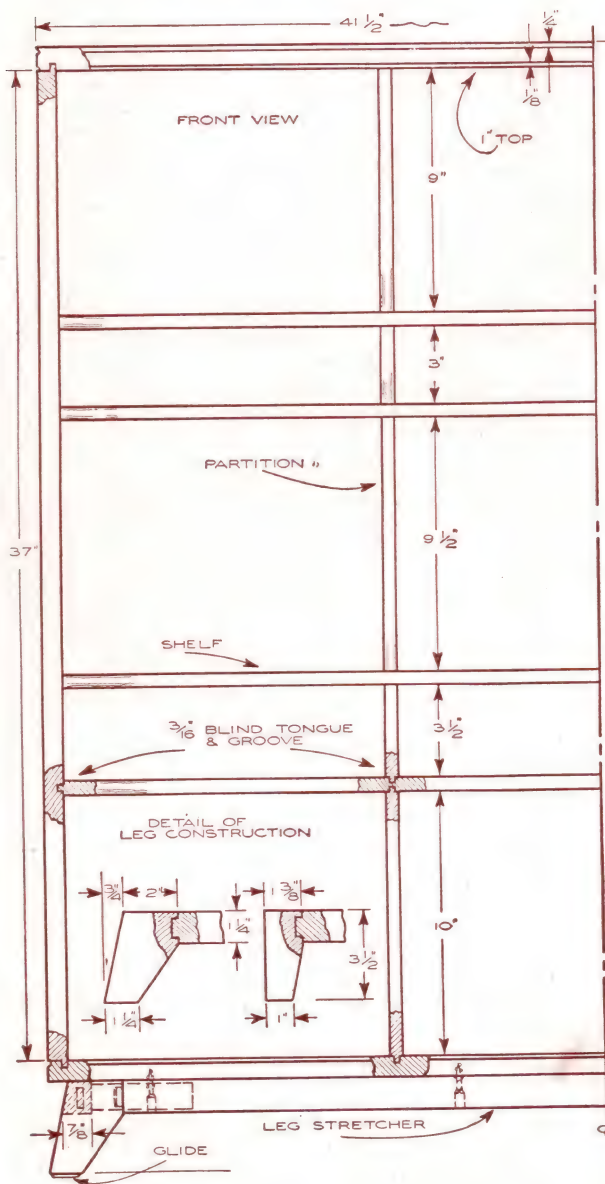 41 1/2"
1/4"
1/8"
FRONT VIEW
1" TOP
9"
3"
PARTITION "
37"
9 1/2"
SHELF
3/16" BLIND TONGUE
& GROOVE
3 1/2"
DETAIL OF
LEG CONSTRUCTION
3/4" 2" 1 3/8"
1 1/4"
3 1/2"
10"
1 1/4" 1"
7/8"
LEG STRETCHER
GLIDE